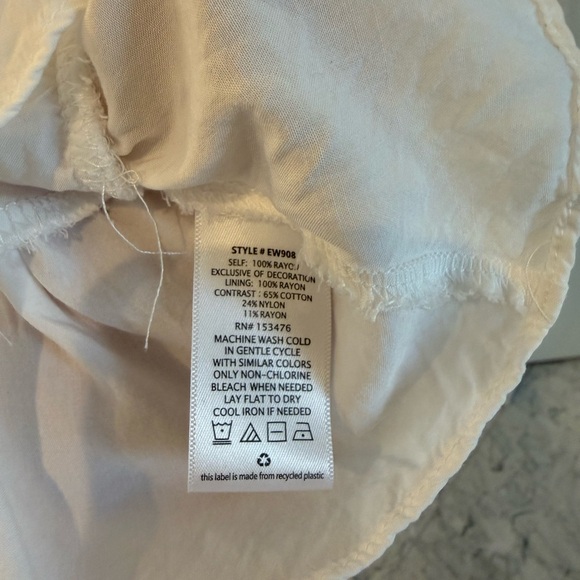 STYLE # EW908
SELF: 100% RAYON
EXCLUSIVE OF DECORATION
LINING: 100% RAYON
CONTRAST : 65% COTTON
24% NYLON
11% RAYON
RN# 153476
MACHINE WASH COLD
IN GENTLE CYCLE
WITH SIMILAR COLORS
ONLY NON-CHLORINE
BLEACH WHEN NEEDED
LAY FLAT TO DRY
COOL IRON IF NEEDED
this label is made from recycled plastic